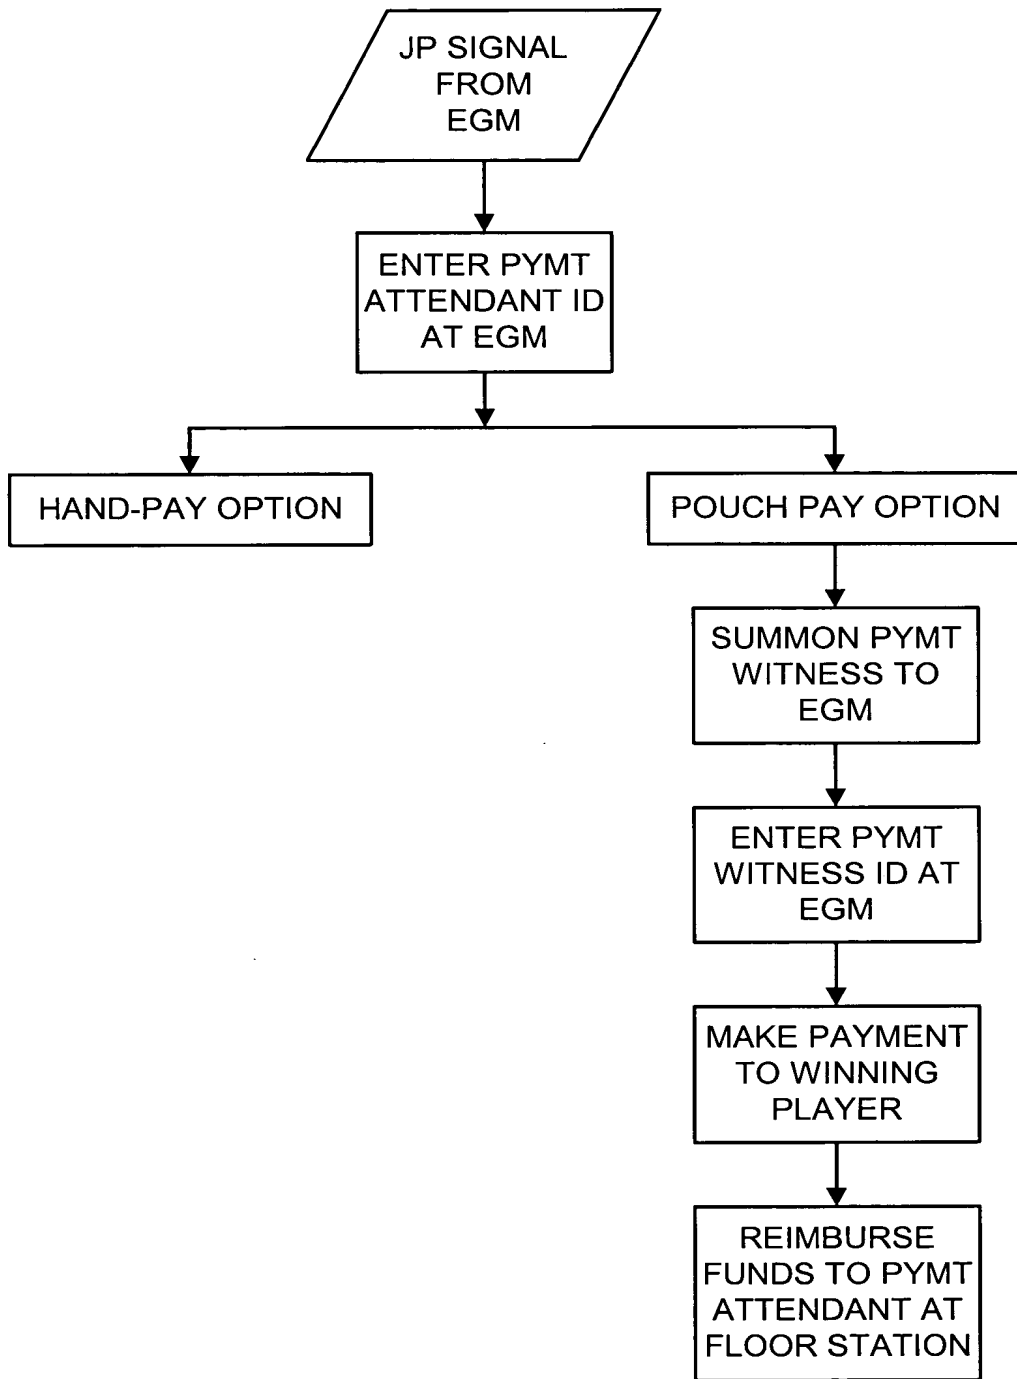 JP SIGNAL
FROM
EGM
ENTER PYMT
ATTENDANT ID
AT EGM
HAND-PAY OPTION
POUCH PAY OPTION
SUMMON PYMT
WITNESS TO
EGM
ENTER PYMT
WITNESS ID AT
EGM
MAKE PAYMENT
TO WINNING
PLAYER
REIMBURSE
FUNDS TO PYMT
ATTENDANT AT
FLOOR STATION